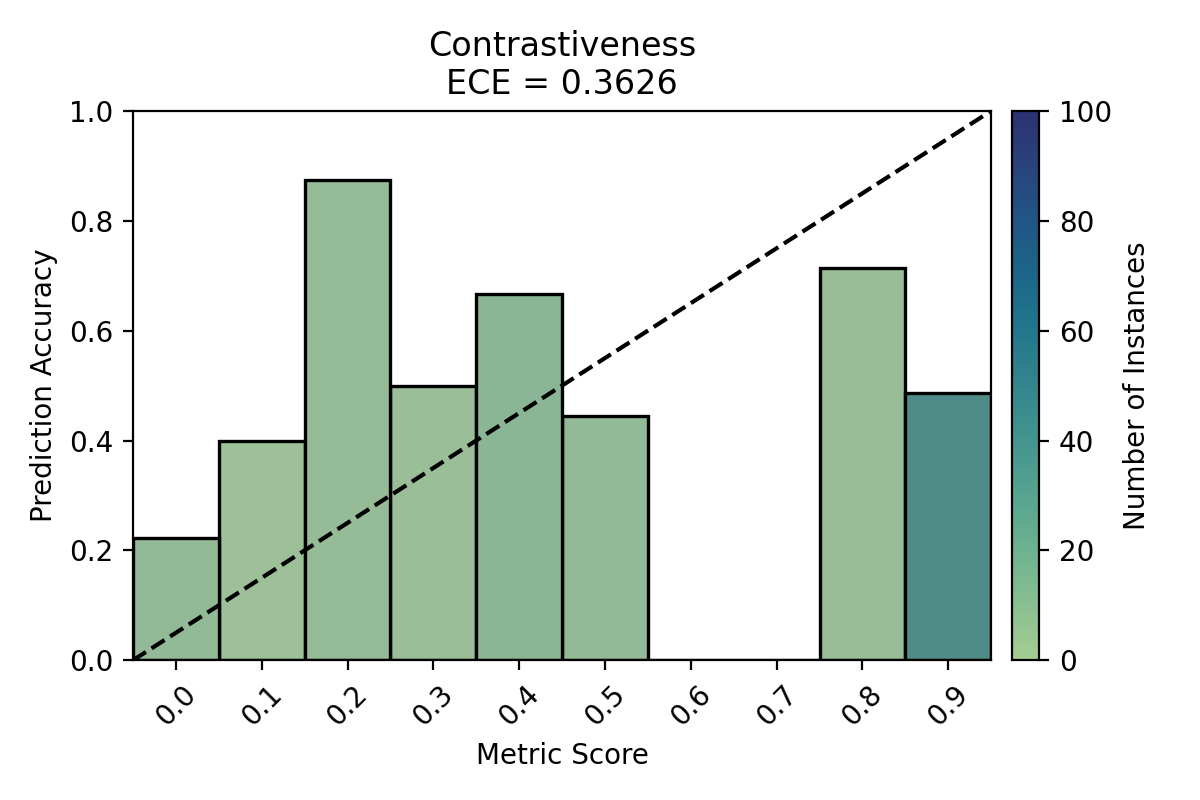 Contrastiveness
ECE = 0.3626
Prediction Accuracy
1.0
0.8
0.6
0.4
0.2
0.0
0.0 0.1 0.2 0.3 0.4 0.5 0.6 0.7 0.8 0.9
Metric Score
100
80
60
40
20
0
Number of Instances